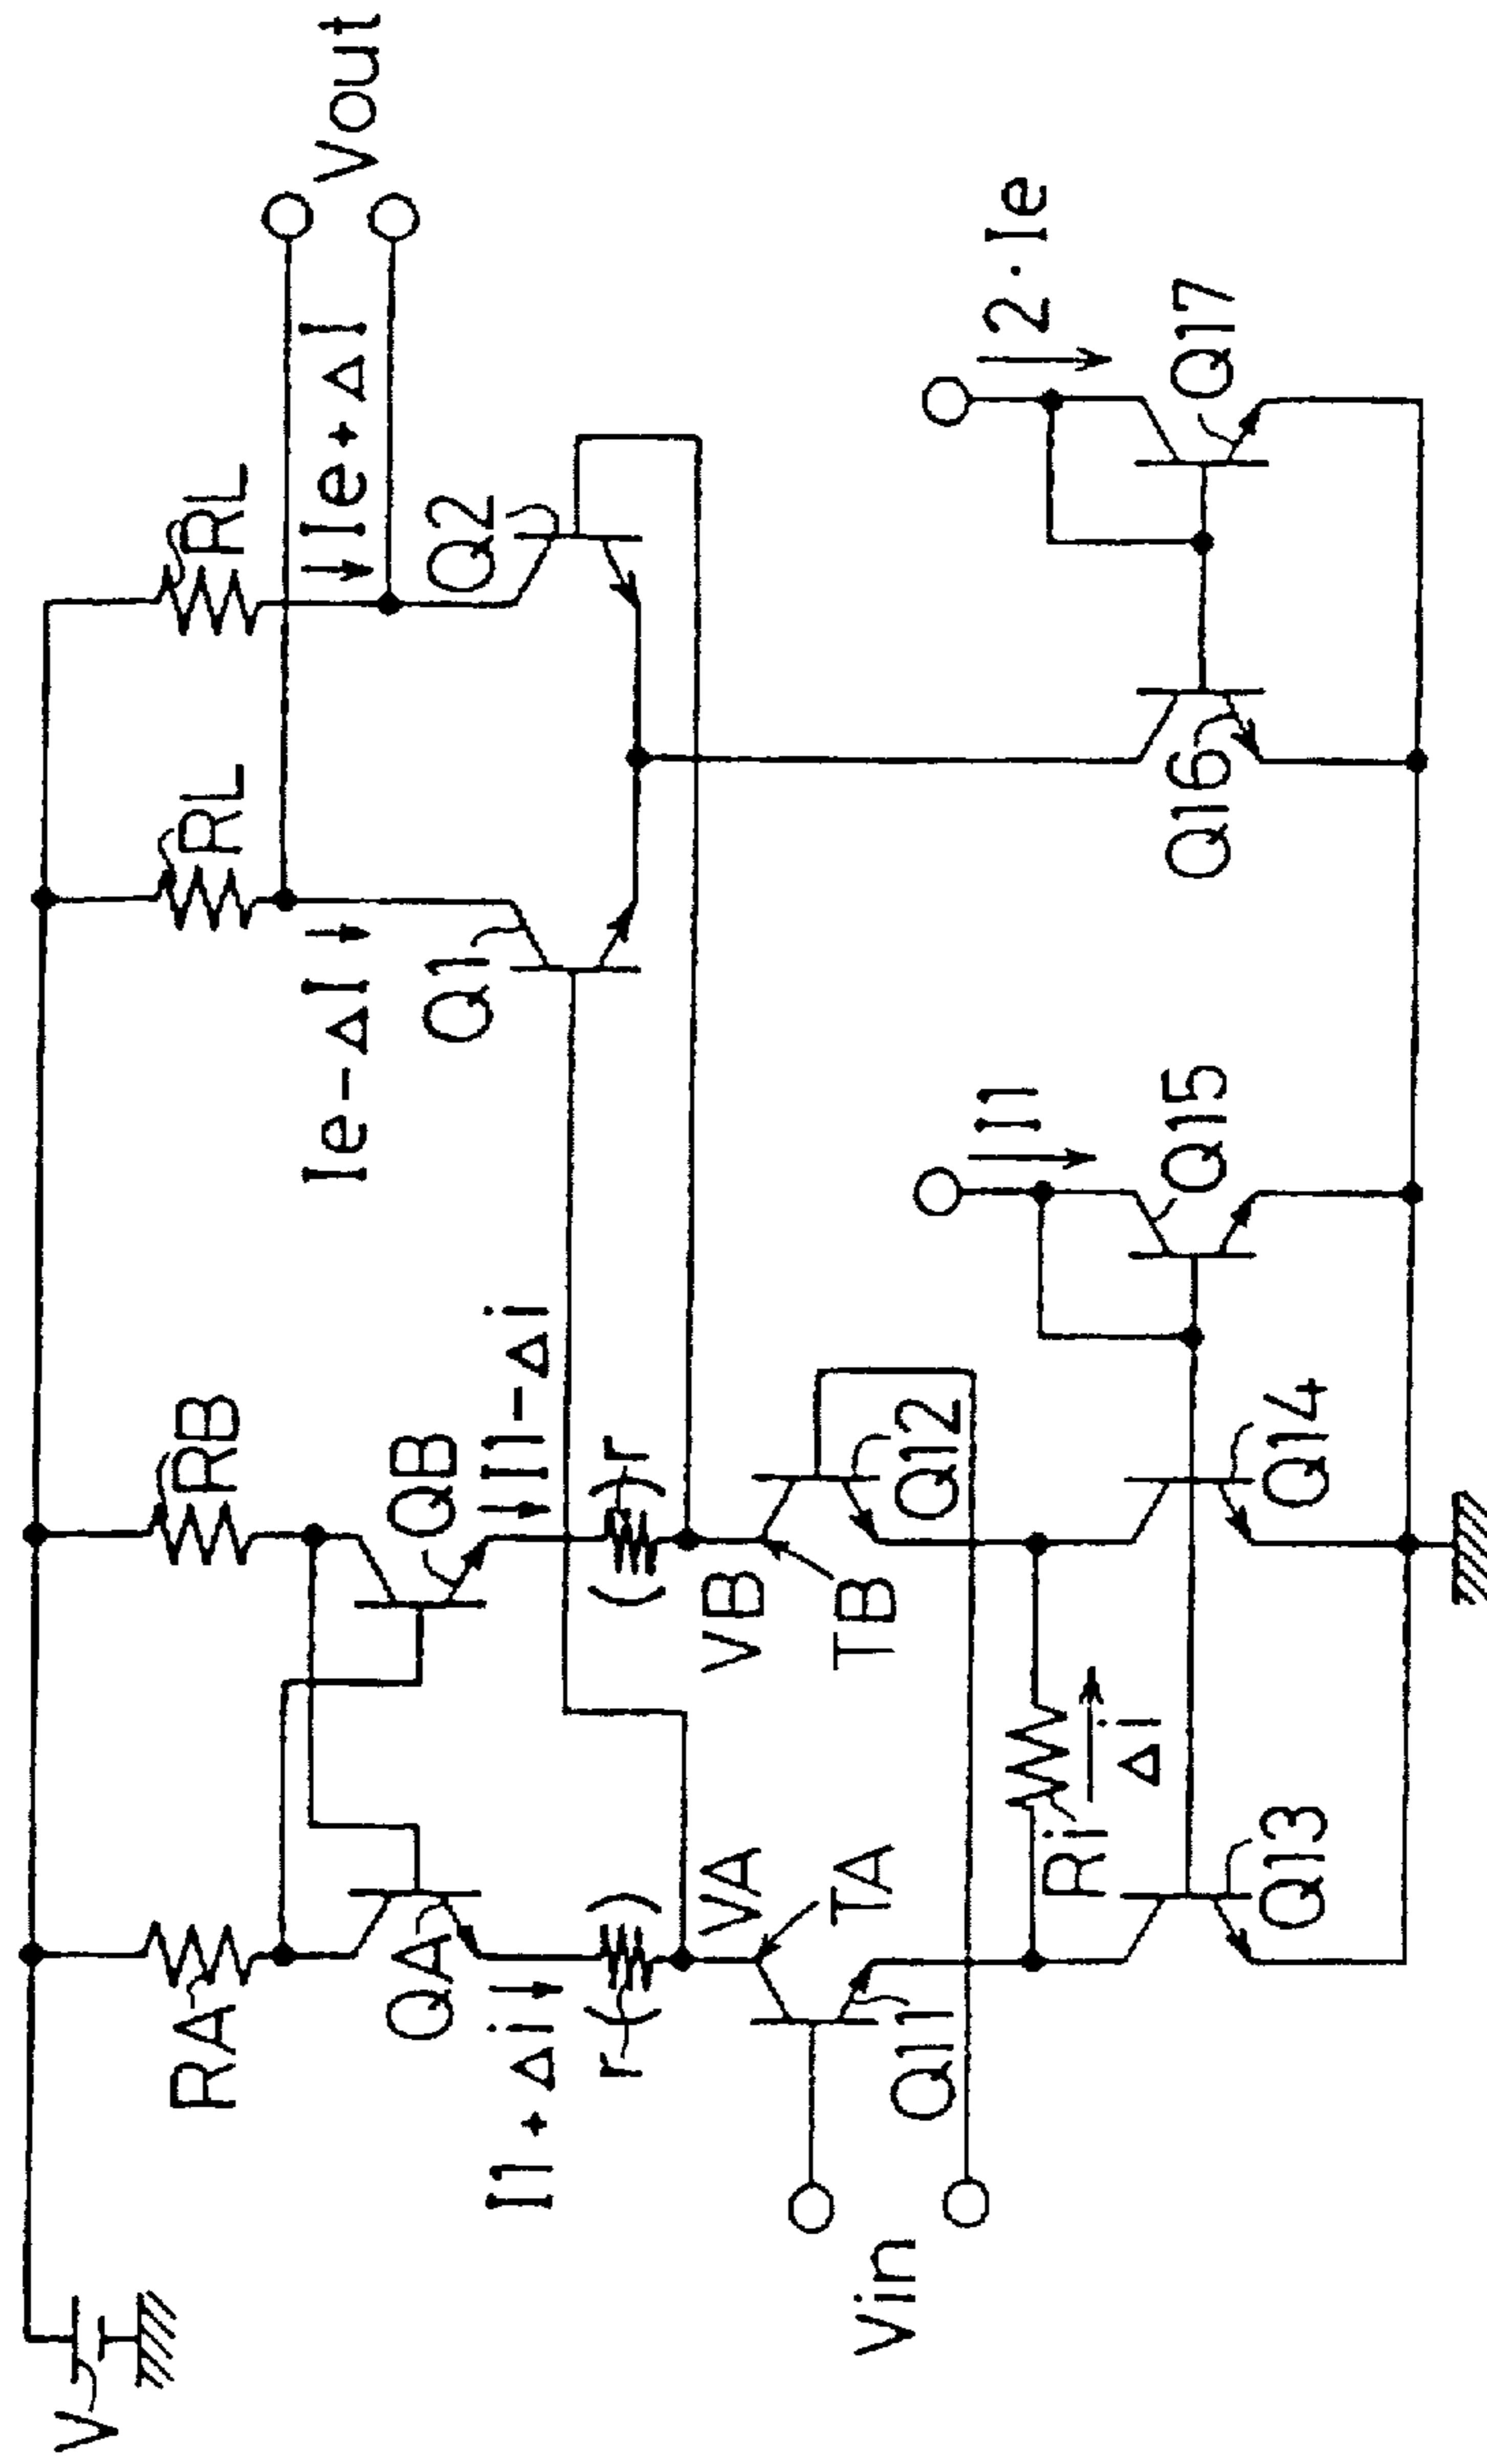 V
RA
RB
RL
RL
Vout
QA
QB
Ie-ΔI
Ie+ΔI
I1+Δi
I1-Δi
Q1
Q2
r
(
)
(
)
r
VA
VB
TA
TB
Vin
Q11
Q12
I1
2·Ie
Ri
Δi
Q13
Q14
Q15
Q16
Q17